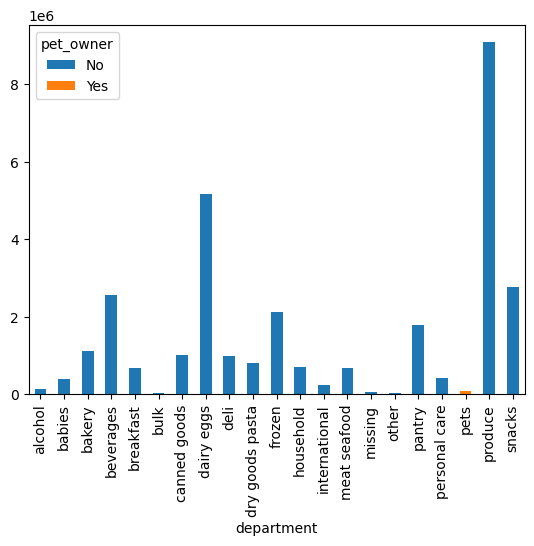 1e6
pet_owner
No
Yes
8
6
4
2
0
alcohol
babies
bakery
beverages
breakfast
bulk
canned goods
dairy eggs
deli
dry goods pasta
frozen
household
international
meat seafood
missing
other
pantry
personal care
pets
produce
snacks
department